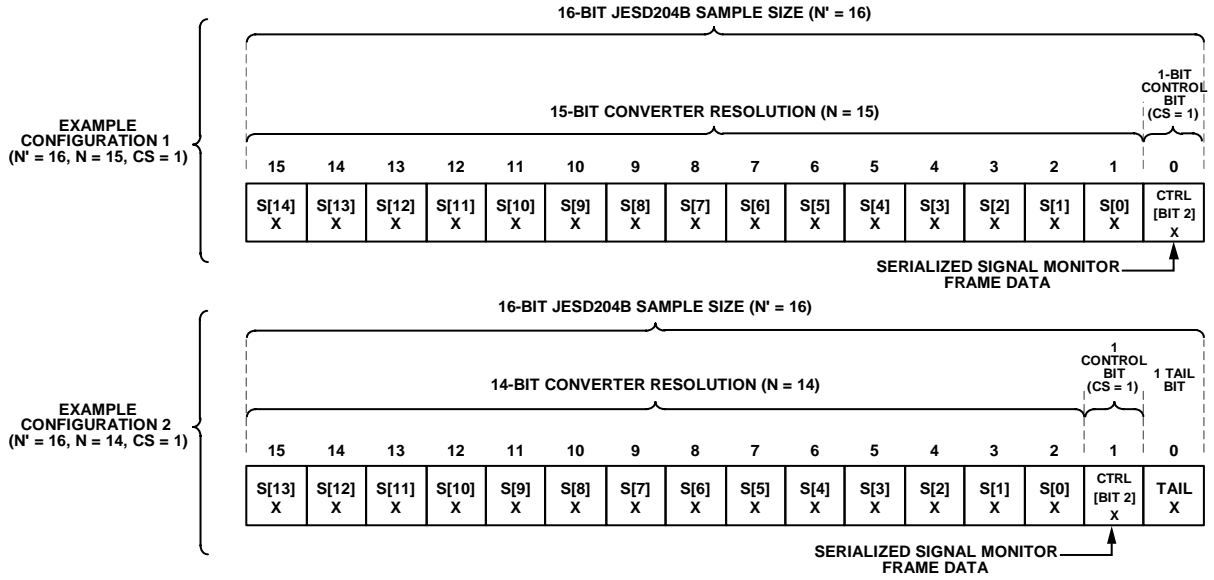 16-BIT JESD204B SAMPLE SIZE (N' = 16)
1-BIT
CONTROL
BIT
(CS = 1)
15-BIT CONVERTER RESOLUTION (N = 15)
EXAMPLE
CONFIGURATION 1
(N' = 16, N = 15, CS = 1)
15 14 13 12 11 10 9 8 7 6 5 4 3 2 1 0
S[14] S[13] S[12] S[11] S[10] S[9] S[8] S[7] S[6] S[5] S[4] S[3] S[2] S[1] S[0] CTRL
[BIT 2]
X X X X X X X X X X X X X X X X
SERIALIZED SIGNAL MONITOR
FRAME DATA
16-BIT JESD204B SAMPLE SIZE (N' = 16)
1
CONTROL
BIT
(CS = 1)
1 TAIL
BIT
14-BIT CONVERTER RESOLUTION (N = 14)
EXAMPLE
CONFIGURATION 2
(N' = 16, N = 14, CS = 1)
15 14 13 12 11 10 9 8 7 6 5 4 3 2 1 0
S[13] S[12] S[11] S[10] S[9] S[8] S[7] S[6] S[5] S[4] S[3] S[2] S[1] S[0] CTRL TAIL
[BIT 2]
X X X X X X X X X X X X X X X X
SERIALIZED SIGNAL MONITOR
FRAME DATA